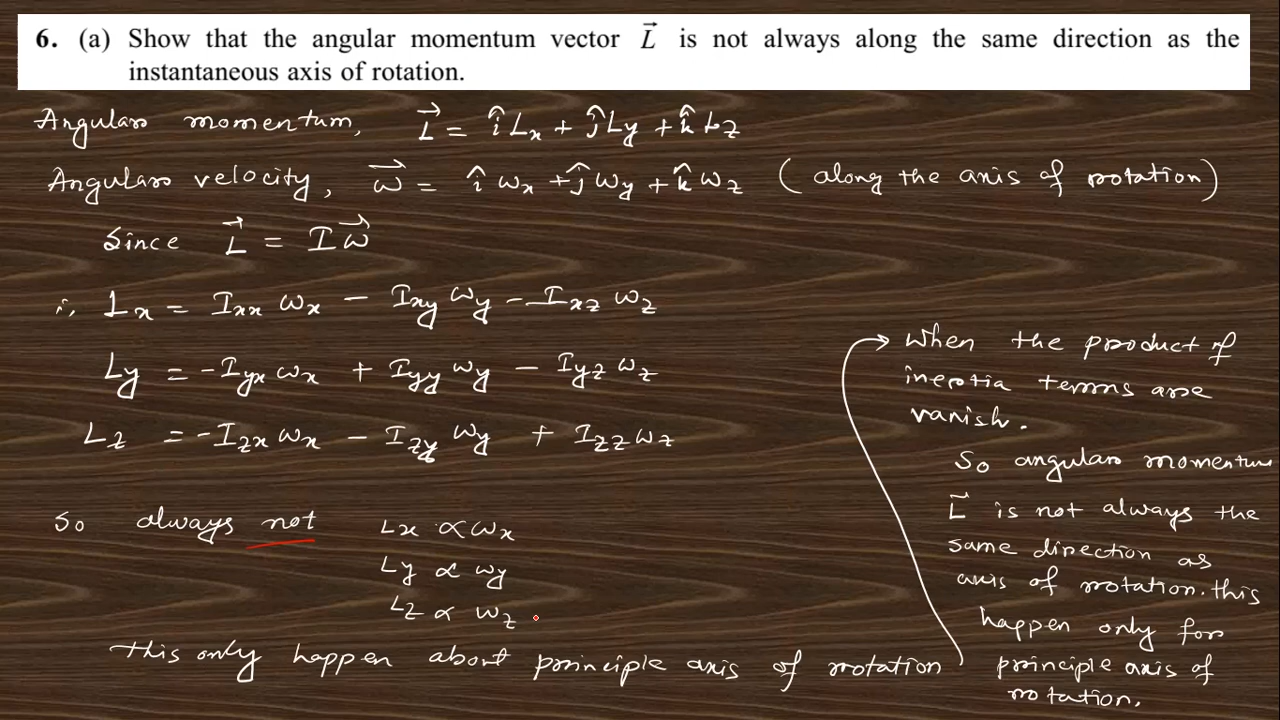 6. (a) Show that the angular momentum vector L⃗ is not always along the same direction as the
instantaneous axis of rotation.
Angular momentum, L⃗ = îLx + ĵLy + k̂Lz
Angular velocity, ω⃗ = î ωx + ĵ ωy + k̂ ωz (along the axis of rotation)
Since L⃗ = Iω⃗
∴ Lx = Ixx ωx − Ixy ωy − Ixz ωz
Ly = −Iyx ωx + Iyy ωy − Iyz ωz
Lz = −Izx ωx − Izy ωy + Izz ωz
So always not Lx ∝ ωx
Ly ∝ ωy
Lz ∝ ωz
This only happen about principle axis of rotation
→ When the product of
inertia terms are
vanish.
So angular momentum
L⃗ is not always the
same direction as
axis of rotation. this
happen only for
principle axis of
rotation.